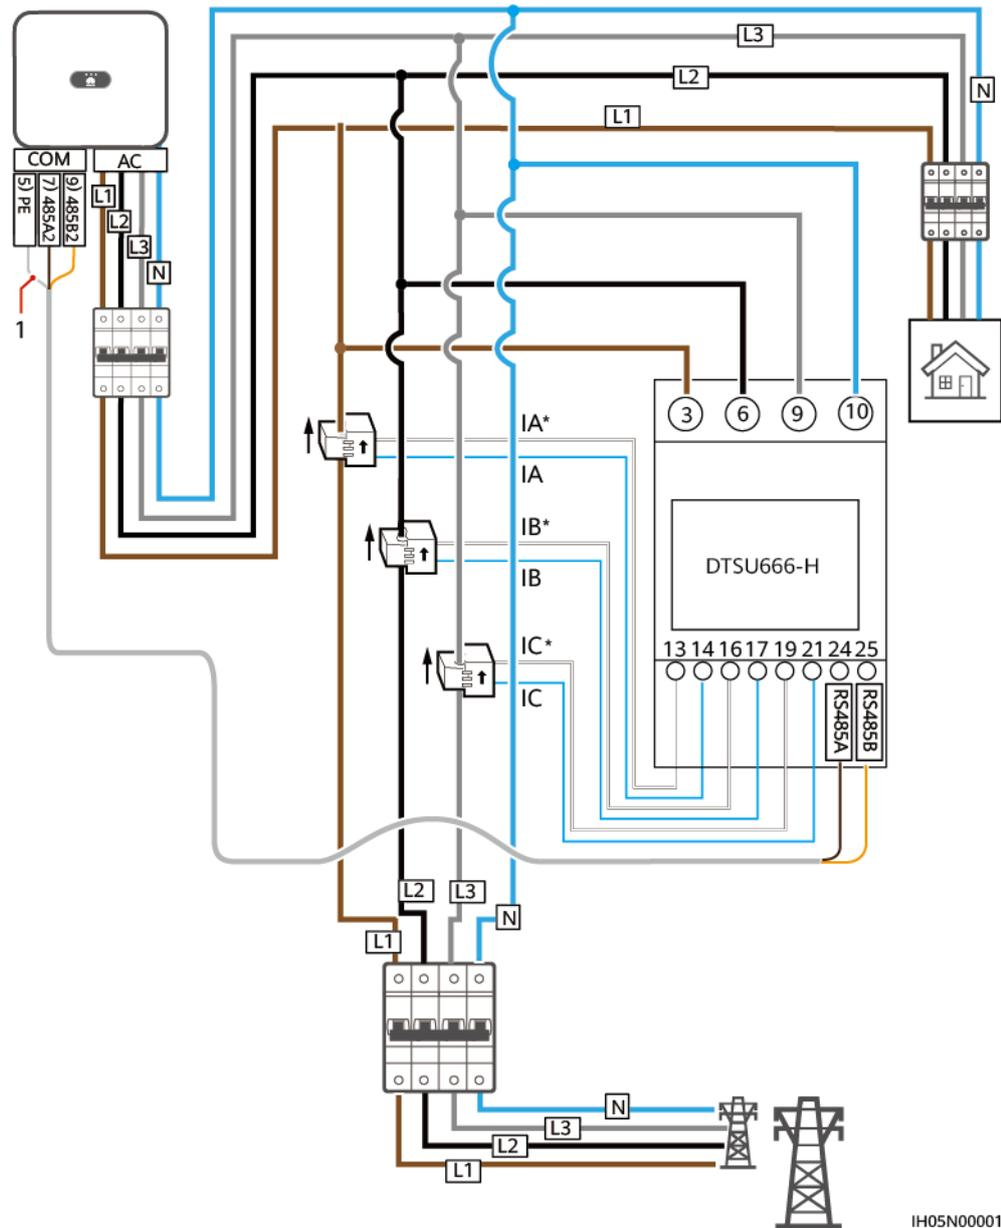 L3
L2
N
L1
COM
AC
5) PE
7) 485A2
9) 485B2
L1
L2
L3
N
1
3
6
9
10
IA*
IA
IB*
IB
DTSU666-H
IC*
IC
13 14 16 17 19 21 24 25
RS485A
RS485B
L2
L3
N
L1
N
L3
L2
L1
IH05N00001